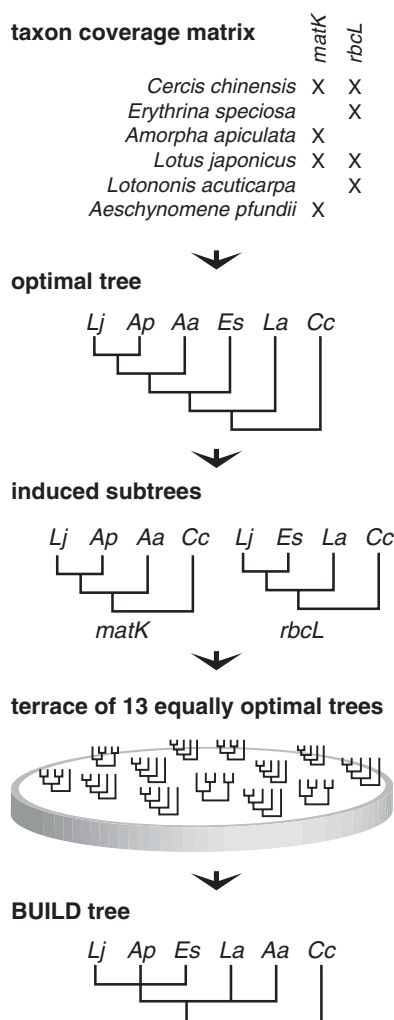 taxon coverage matrix matK rbcL
Cercis chinensis X X
Erythrina speciosa X
Amorpha apiculata X
Lotus japonicus X X
Lotononis acuticarpa X
Aeschynomene pfundii X
optimal tree
Lj Ap Aa Es La Cc
induced subtrees
Lj Ap Aa Cc Lj Es La Cc
matK rbcL
terrace of 13 equally optimal trees
BUILD tree
Lj Ap Es La Aa Cc